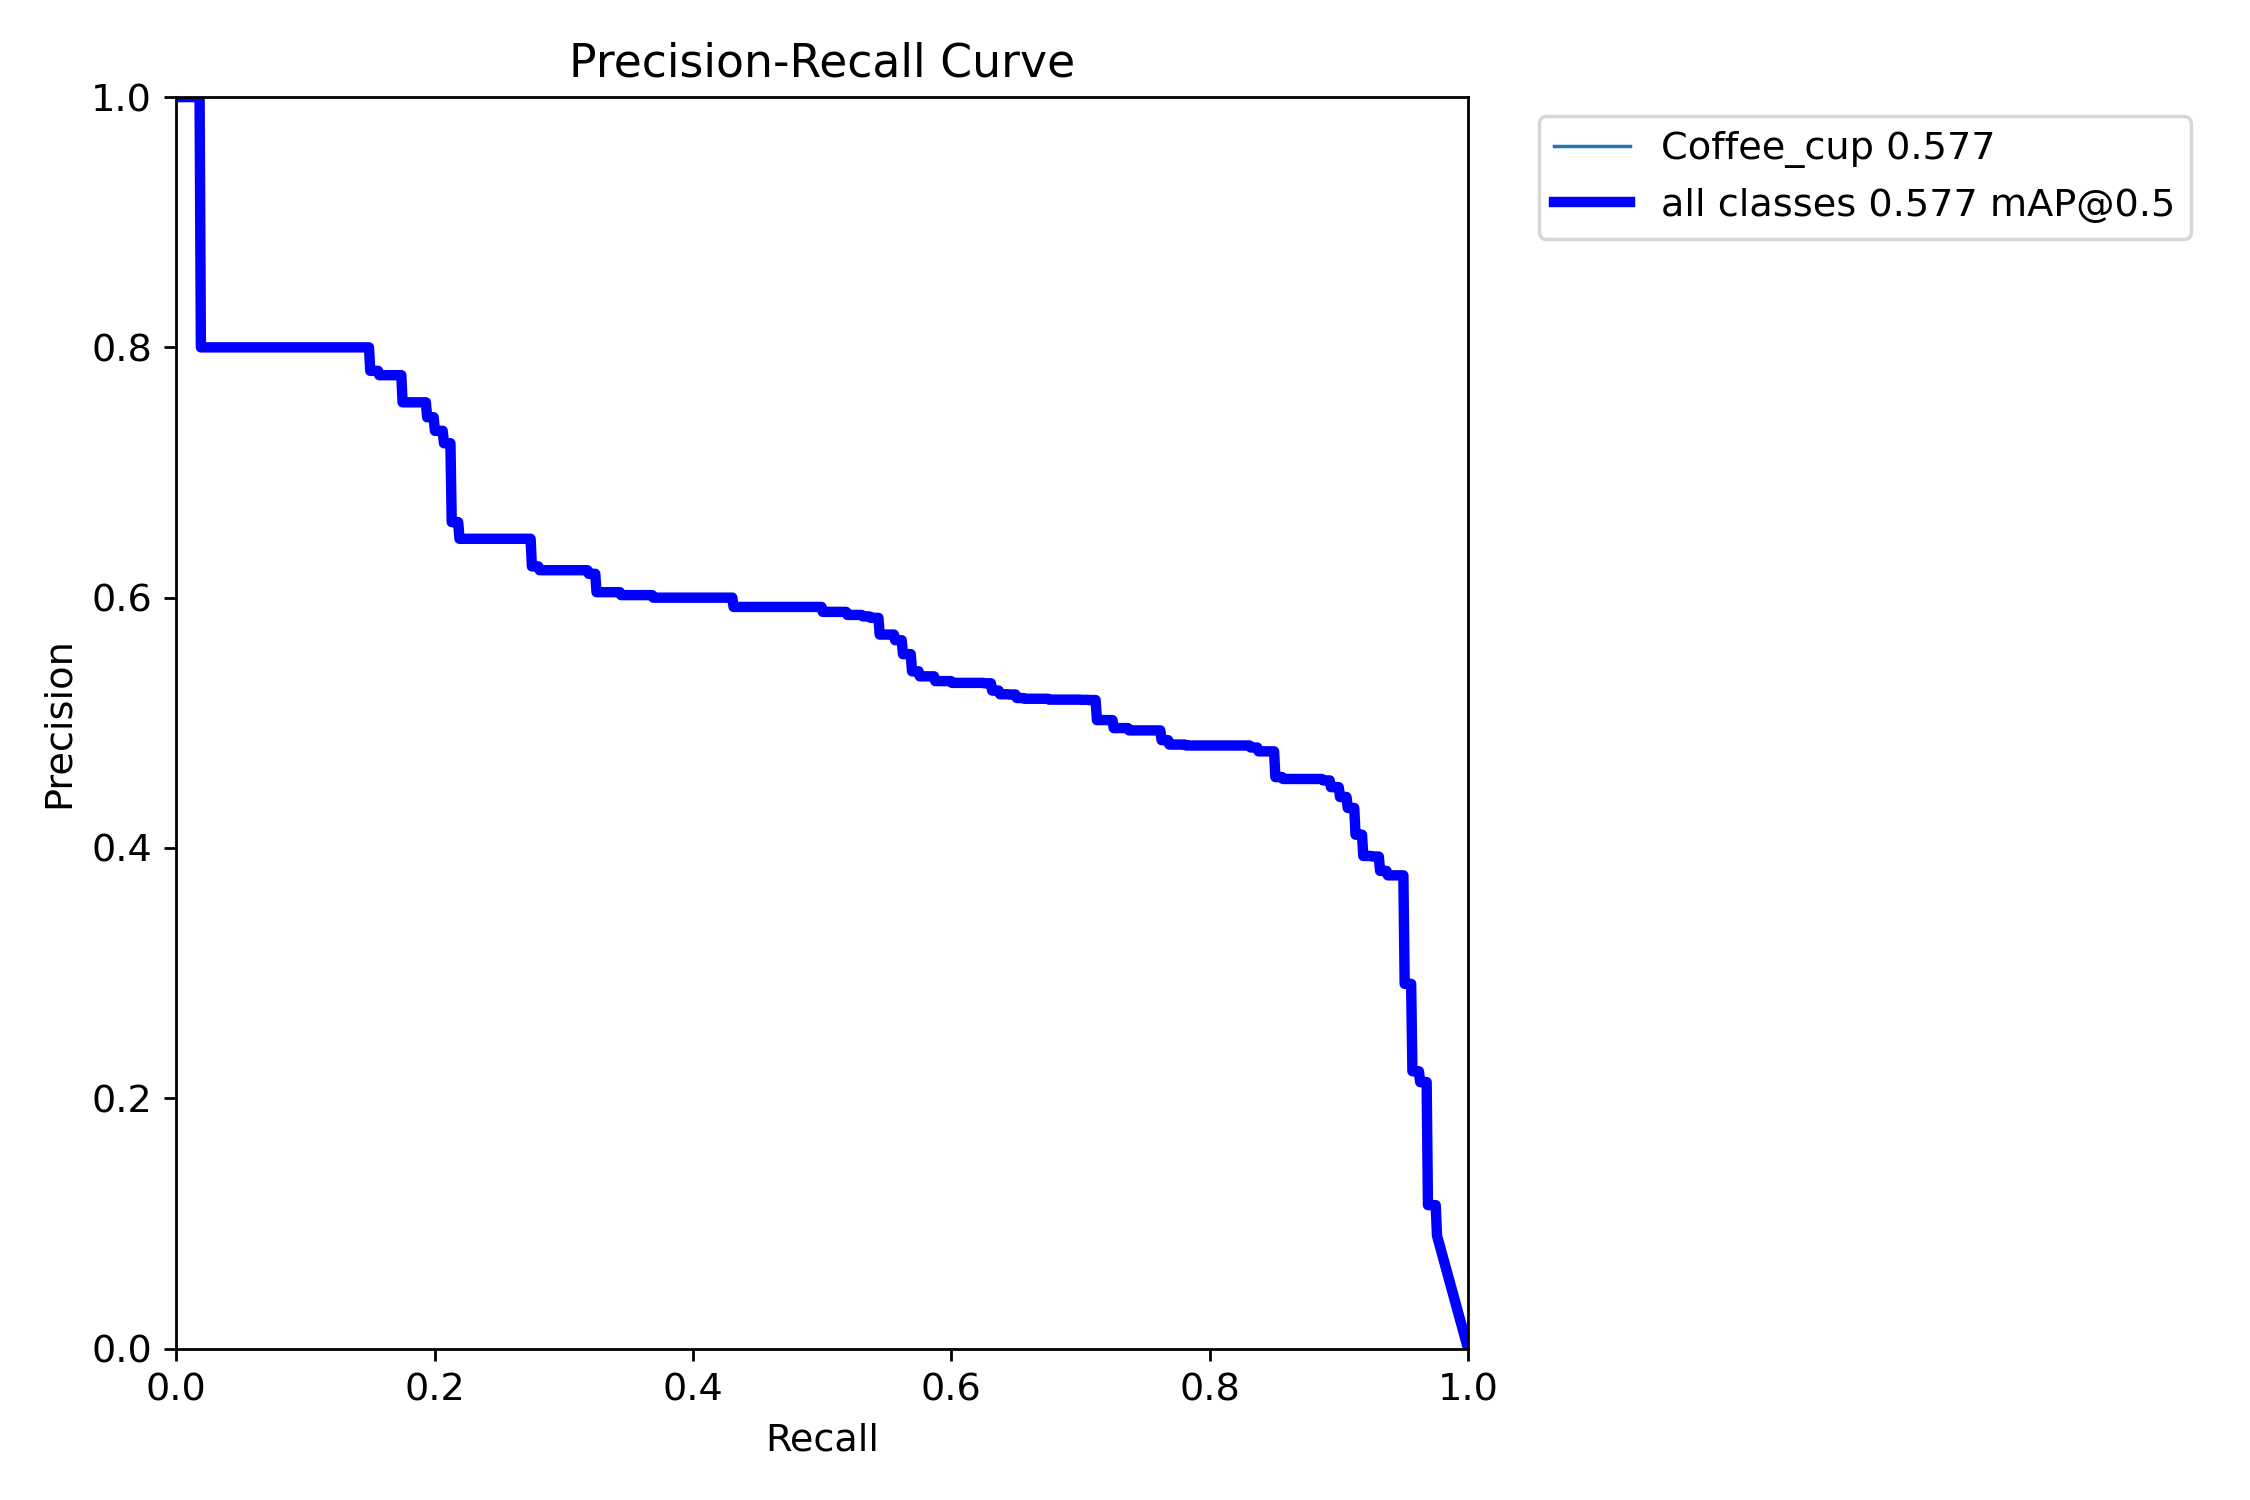 Precision-Recall Curve
1.0
0.8
0.6
0.4
0.2
0.0
Precision
0.0 0.2 0.4 0.6 0.8 1.0
Recall
Coffee_cup 0.577
all classes 0.577 mAP@0.5